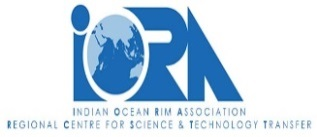 iORA
INDIAN OCEAN RIM ASSOCIATION
REGIONAL CENTRE FOR SCIENCE & TECHNOLOGY TRANSFER